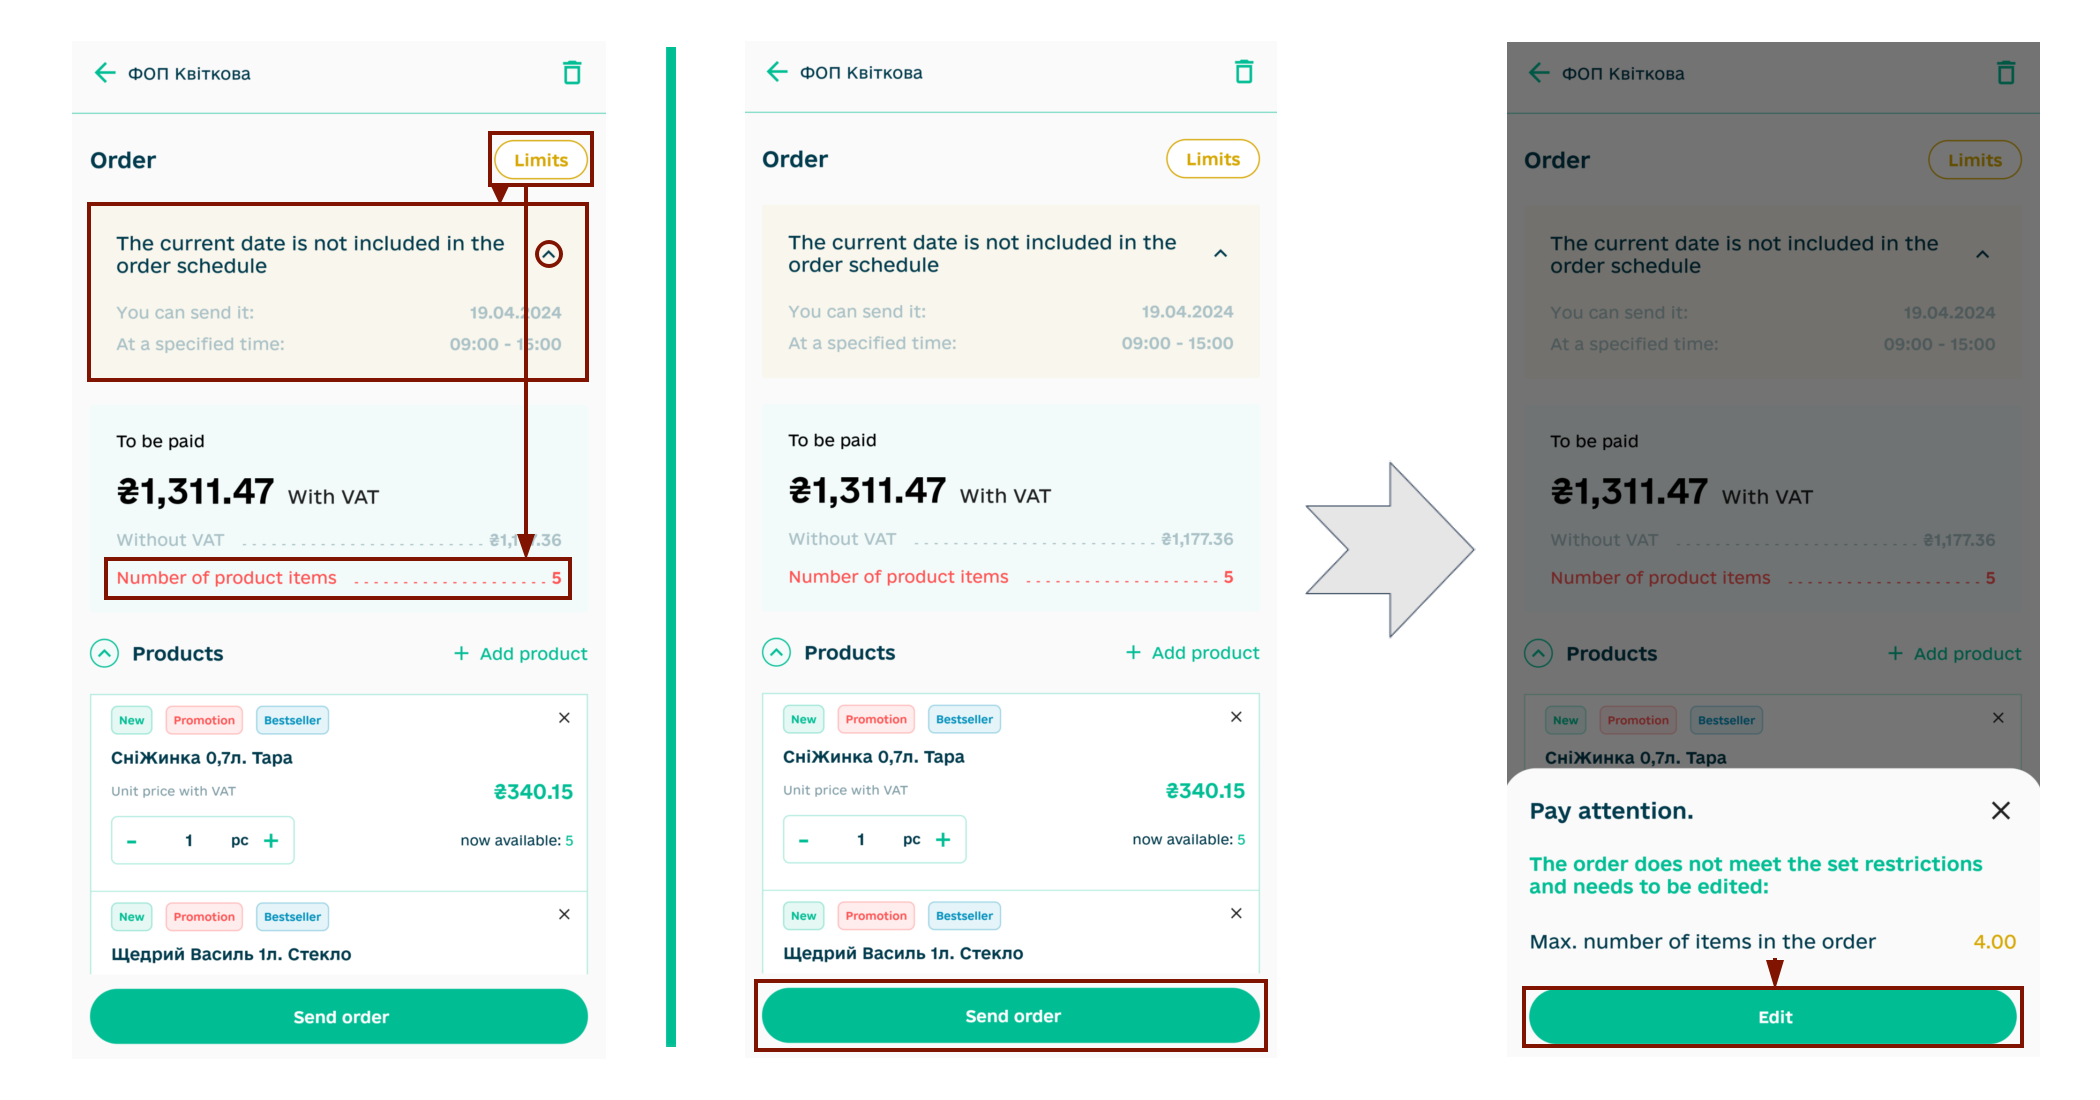 ФОП Квіткова
Order
Limits
The current date is not included in the
order schedule
You can send it: 19.04.2024
At a specified time: 09:00 - 15:00
To be paid
₴1,311.47 With VAT
Without VAT ₴1,177.36
Number of product items 5
Products
+ Add product
New Promotion Bestseller
СніЖинка 0,7л. Тара
Unit price with VAT ₴340.15
- 1 pc + now available: 5
New Promotion Bestseller
Щедрий Василь 1л. Стекло
Send order
ФОП Квіткова
Order
Limits
The current date is not included in the
order schedule
You can send it: 19.04.2024
At a specified time: 09:00 - 15:00
To be paid
₴1,311.47 With VAT
Without VAT ₴1,177.36
Number of product items 5
Products
+ Add product
New Promotion Bestseller
СніЖинка 0,7л. Тара
Unit price with VAT ₴340.15
- 1 pc + now available: 5
New Promotion Bestseller
Щедрий Василь 1л. Стекло
Send order
ФОП Квіткова
Order
Limits
The current date is not included in the
order schedule
You can send it: 19.04.2024
At a specified time: 09:00 - 15:00
To be paid
₴1,311.47 With VAT
Without VAT ₴1,177.36
Number of product items 5
Products
+ Add product
New Promotion Bestseller
СніЖинка 0,7л. Тара
Pay attention.
The order does not meet the set restrictions
and needs to be edited:
Max. number of items in the order 4.00
Edit